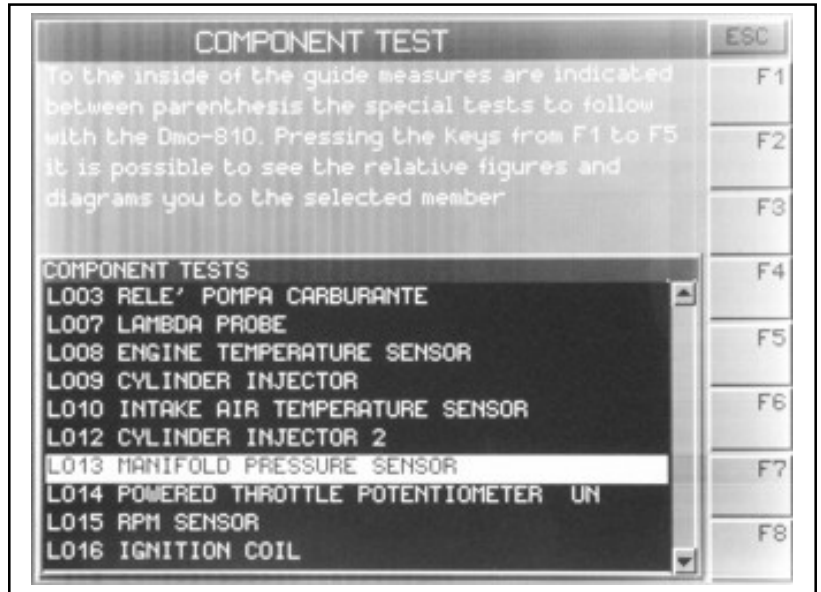 COMPONENT TEST
ESC
To the inside of the guide measures are indicated
between parenthesis the special tests to follow
with the Dmo-810. Pressing the Keys from F1 to F5
it is possible to see the relative figures and
diagrams you to the selected member
F1
F2
F3
F4
F5
F6
F7
F8
COMPONENT TESTS
L003 RELE' POMPA CARBURANTE
L007 LAMBDA PROBE
L008 ENGINE TEMPERATURE SENSOR
L009 CYLINDER INJECTOR
L010 INTAKE AIR TEMPERATURE SENSOR
L012 CYLINDER INJECTOR 2
L013 MANIFOLD PRESSURE SENSOR
L014 POWERED THROTTLE POTENTIOMETER UN
L015 RPM SENSOR
L016 IGNITION COIL